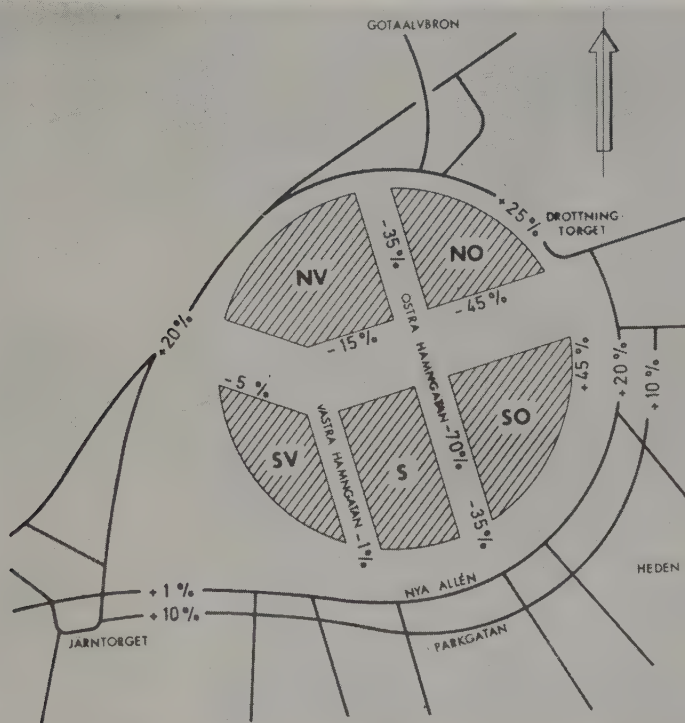 GOTAALVBRON
+25%
DROTTNING-
TORGET
-35%
NO
NV
-45%
ÖSTRA HAMNGATAN
+20%
-15%
+45%
+20%
+10%
-5%
VÄSTRA HAMNGATAN
-70%
SO
SV
S
-35%
-1%
HEDEN
NYA ALLÉN
+1%
+10%
PARKGATAN
JÄRNTORGET